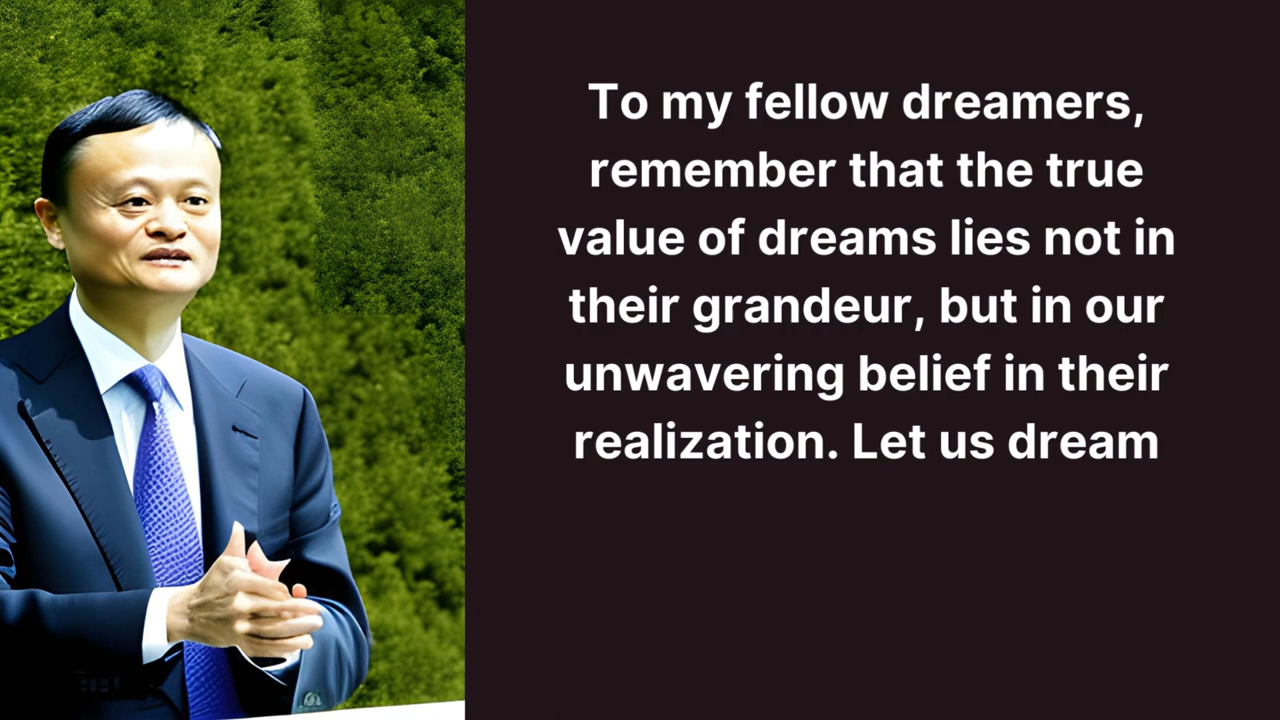 To my fellow dreamers,
remember that the true
value of dreams lies not in
their grandeur, but in our
unwavering belief in their
realization. Let us dream